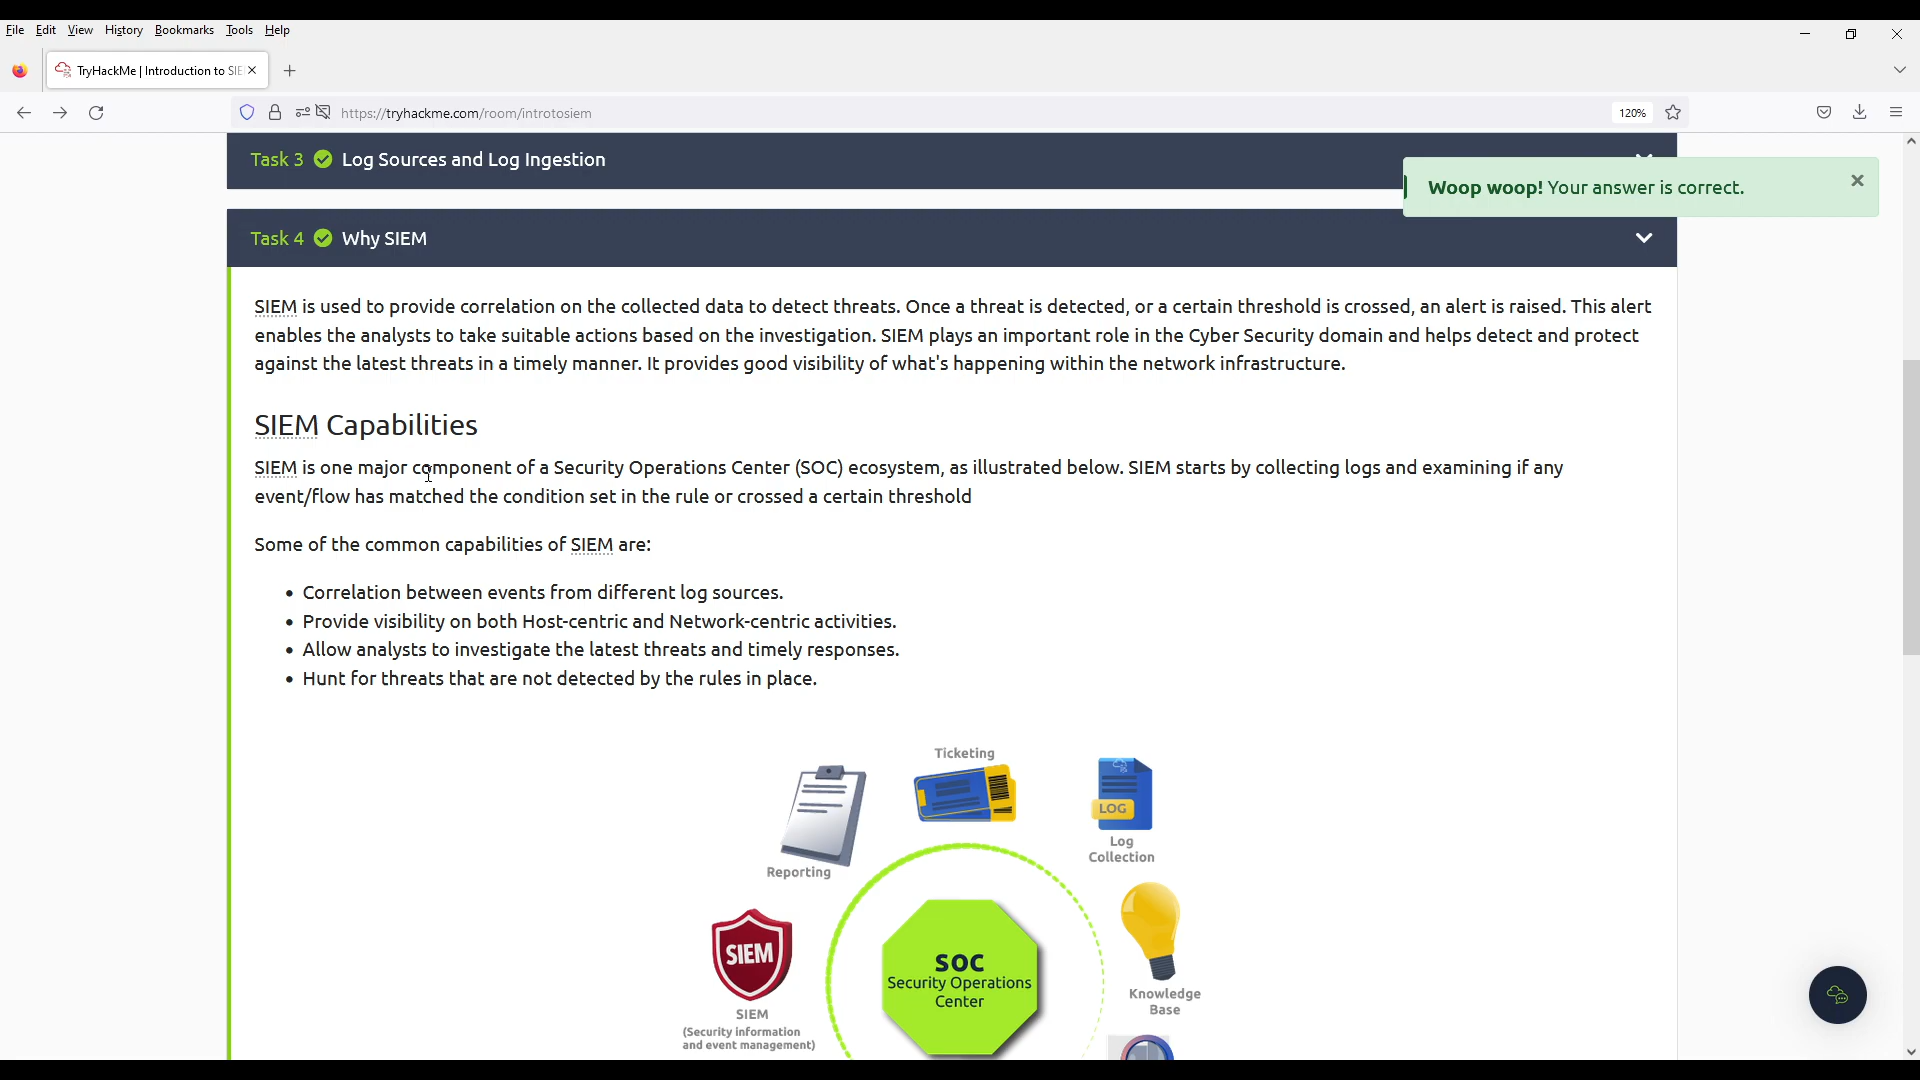 File Edit View History Bookmarks Tools Help
TryHackMe | Introduction to SIE
https://tryhackme.com/room/introtosiem
120%
Task 3 Log Sources and Log Ingestion
Woop woop! Your answer is correct.
Task 4 Why SIEM
SIEM is used to provide correlation on the collected data to detect threats. Once a threat is detected, or a certain threshold is crossed, an alert is raised. This alert
enables the analysts to take suitable actions based on the investigation. SIEM plays an important role in the Cyber Security domain and helps detect and protect
against the latest threats in a timely manner. It provides good visibility of what's happening within the network infrastructure.
SIEM Capabilities
SIEM is one major component of a Security Operations Center (SOC) ecosystem, as illustrated below. SIEM starts by collecting logs and examining if any
event/flow has matched the condition set in the rule or crossed a certain threshold
Some of the common capabilities of SIEM are:
• Correlation between events from different log sources.
• Provide visibility on both Host-centric and Network-centric activities.
• Allow analysts to investigate the latest threats and timely responses.
• Hunt for threats that are not detected by the rules in place.
Ticketing
LOG
Log
Collection
Reporting
SIEM
SOC
Security Operations
Center
Knowledge
Base
SIEM
(Security information
and event management)